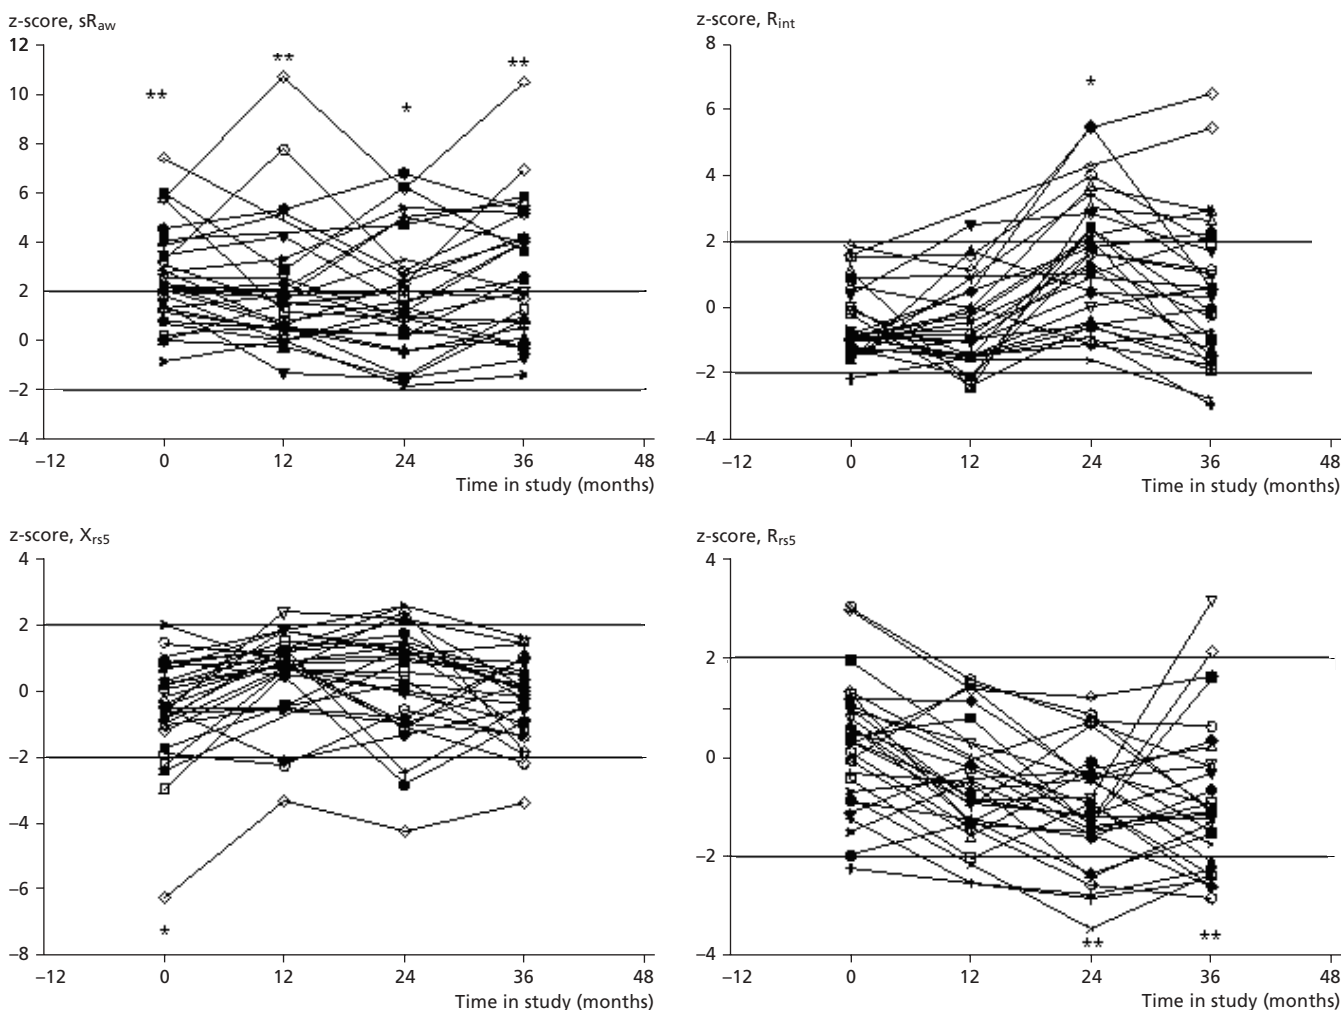 z-score, sRaw
12
10
8
6
4
2
0
−2
−4
−12 0 12 24 36 48
Time in study (months)
** ** * **
z-score, Rint
8
6
4
2
0
−2
−4
−12 0 12 24 36 48
Time in study (months)
*
z-score, Xrs5
4
2
0
−2
−4
−6
−8
−12 0 12 24 36 48
Time in study (months)
*
z-score, Rrs5
4
2
0
−2
−4
−12 0 12 24 36 48
Time in study (months)
** **